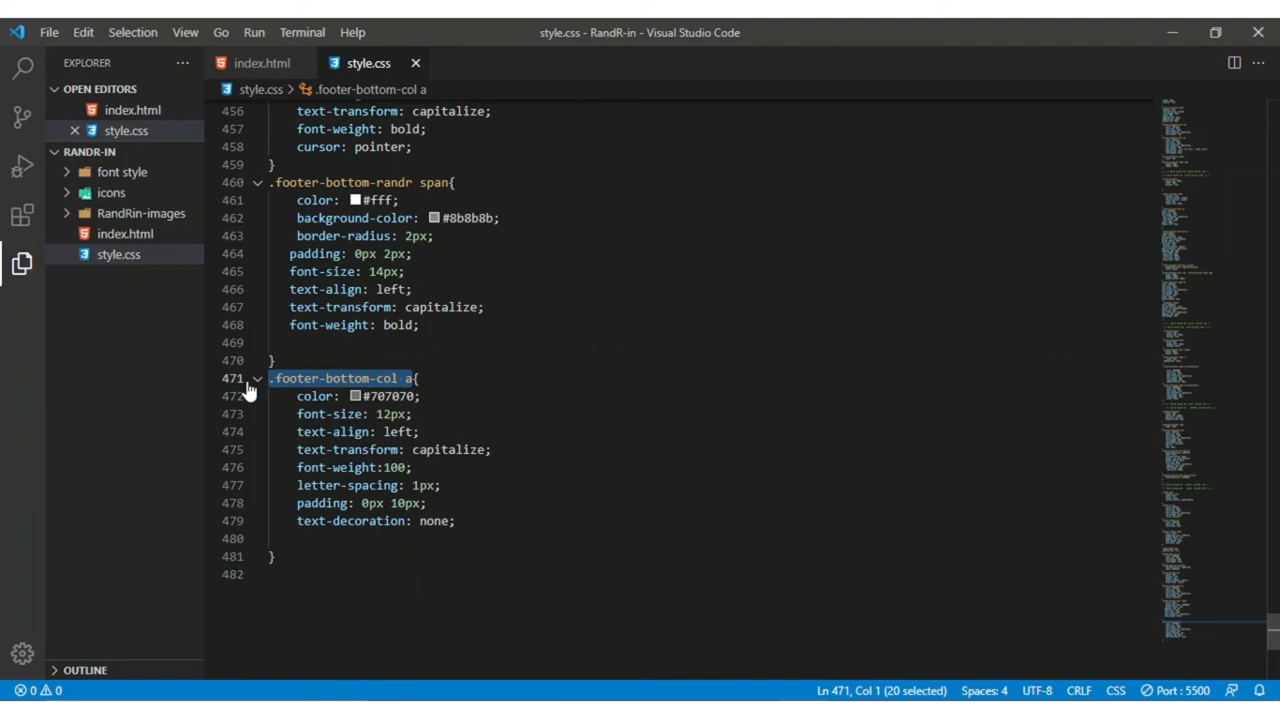 File Edit Selection View Go Run Terminal Help
style.css - RandR-in - Visual Studio Code
EXPLORER
index.html
style.css
style.css > .footer-bottom-col a
OPEN EDITORS
index.html
style.css
RANDR-IN
font style
icons
RandRin-images
index.html
style.css
OUTLINE
456 text-transform: capitalize;
457 font-weight: bold;
458 cursor: pointer;
459 }
460 .footer-bottom-randr span{
461 color: #fff;
462 background-color: #8b8b8b;
463 border-radius: 2px;
464 padding: 0px 2px;
465 font-size: 14px;
466 text-align: left;
467 text-transform: capitalize;
468 font-weight: bold;
469
470 }
471 .footer-bottom-col a{
472 color: #707070;
473 font-size: 12px;
474 text-align: left;
475 text-transform: capitalize;
476 font-weight:100;
477 letter-spacing: 1px;
478 padding: 0px 10px;
479 text-decoration: none;
480
481 }
482
0 0 Ln 471, Col 1 (20 selected) Spaces: 4 UTF-8 CRLF CSS Port : 5500